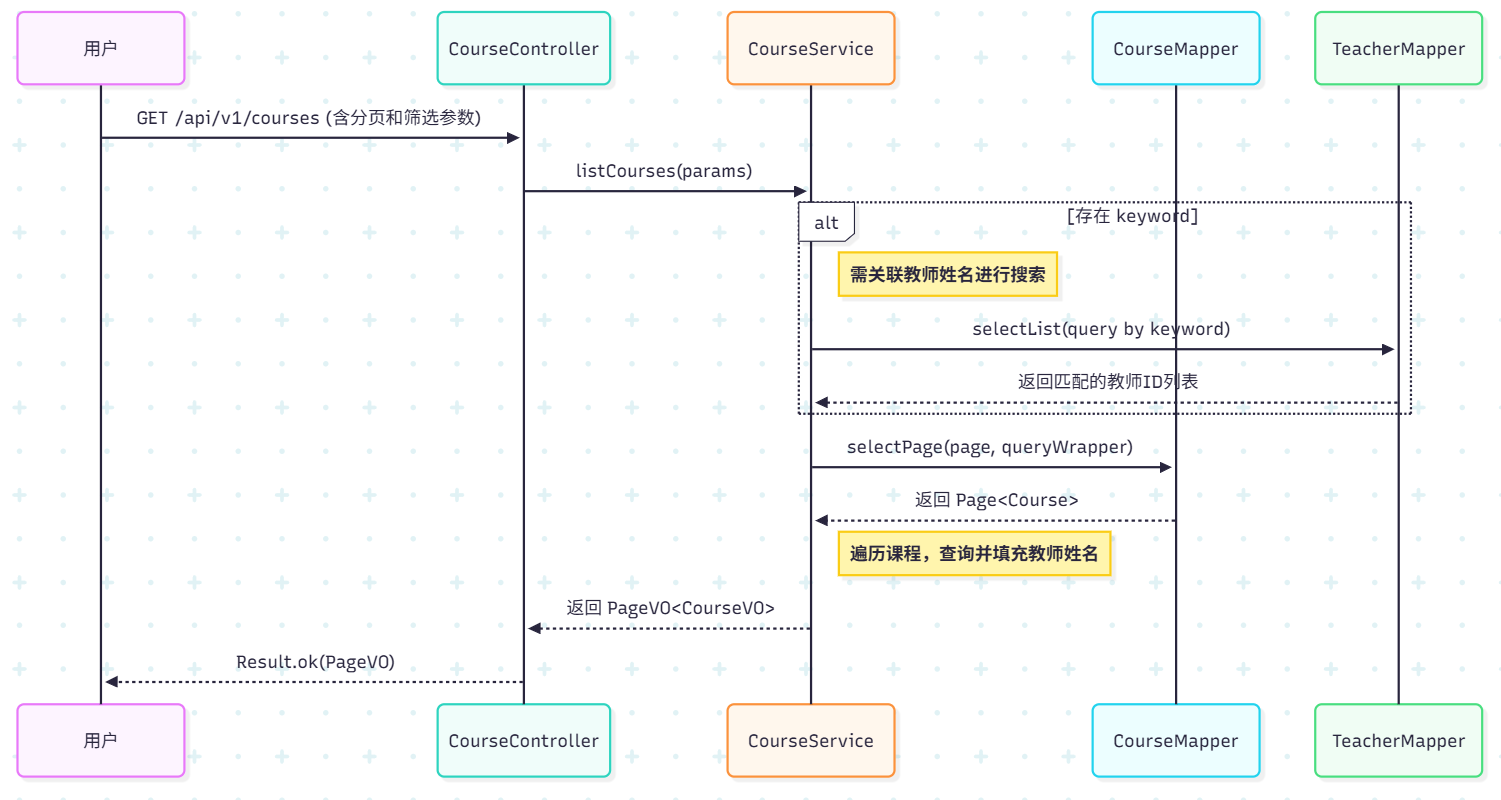 用户
CourseController
CourseService
CourseMapper
TeacherMapper
GET /api/v1/courses (含分页和筛选参数)
listCourses(params)
alt
[存在 keyword]
需关联教师姓名进行搜索
selectList(query by keyword)
返回匹配的教师ID列表
selectPage(page, queryWrapper)
返回 Page<Course>
遍历课程，查询并填充教师姓名
返回 PageVO<CourseVO>
Result.ok(PageVO)
用户
CourseController
CourseService
CourseMapper
TeacherMapper